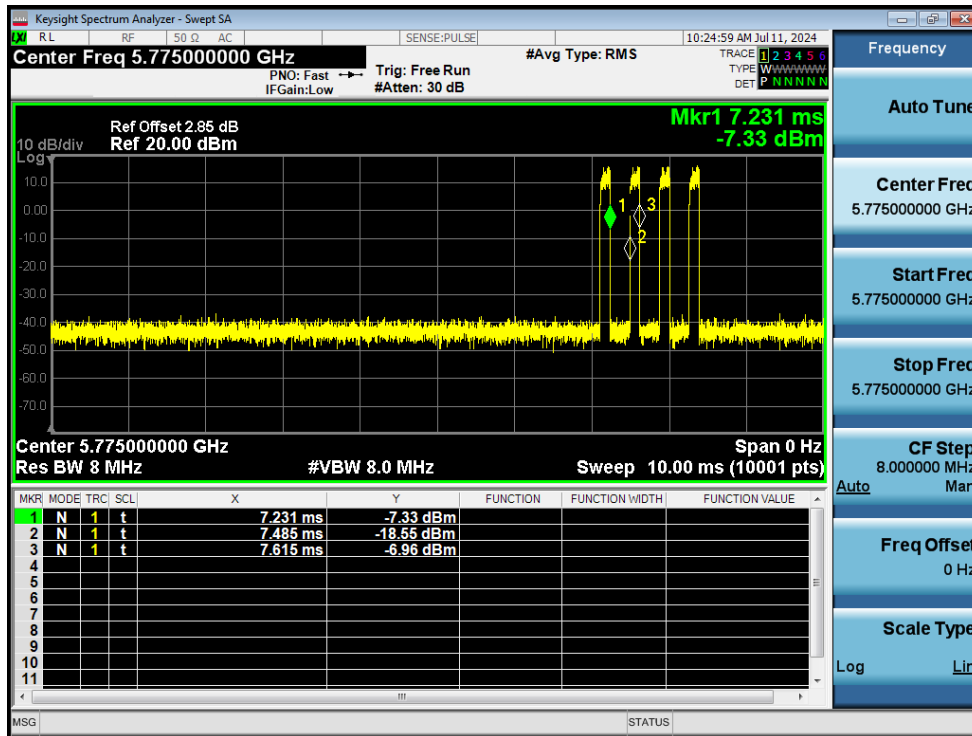 Keysight Spectrum Analyzer - Swept SA
LXI RL RF 50 Ω AC SENSE:PULSE 10:24:59 AM Jul 11, 2024
Center Freq 5.775000000 GHz #Avg Type: RMS TRACE 1 2 3 4 5 6
PNO: Fast Trig: Free Run TYPE WWWWWW
IFGain:Low #Atten: 30 dB DET P N N N N N
Frequency
Auto Tune
Mkr1 7.231 ms
Ref Offset 2.85 dB
10 dB/div Ref 20.00 dBm -7.33 dBm
Log
10.0
0.00
-10.0
-20.0
-30.0
-40.0
-50.0
-60.0
-70.0
1
2
3
Center 5.775000000 GHz Span 0 Hz
Res BW 8 MHz #VBW 8.0 MHz Sweep 10.00 ms (10001 pts)
MKR MODE TRC SCL X Y FUNCTION FUNCTION WIDTH FUNCTION VALUE
1 N 1 t 7.231 ms -7.33 dBm
2 N 1 t 7.485 ms -18.55 dBm
3 N 1 t 7.615 ms -6.96 dBm
4
5
6
7
8
9
10
11
Center Freq
5.775000000 GHz
Start Freq
5.775000000 GHz
Stop Freq
5.775000000 GHz
CF Step
8.000000 MHz
Auto Man
Freq Offset
0 Hz
Scale Type
Log Lin
MSG STATUS